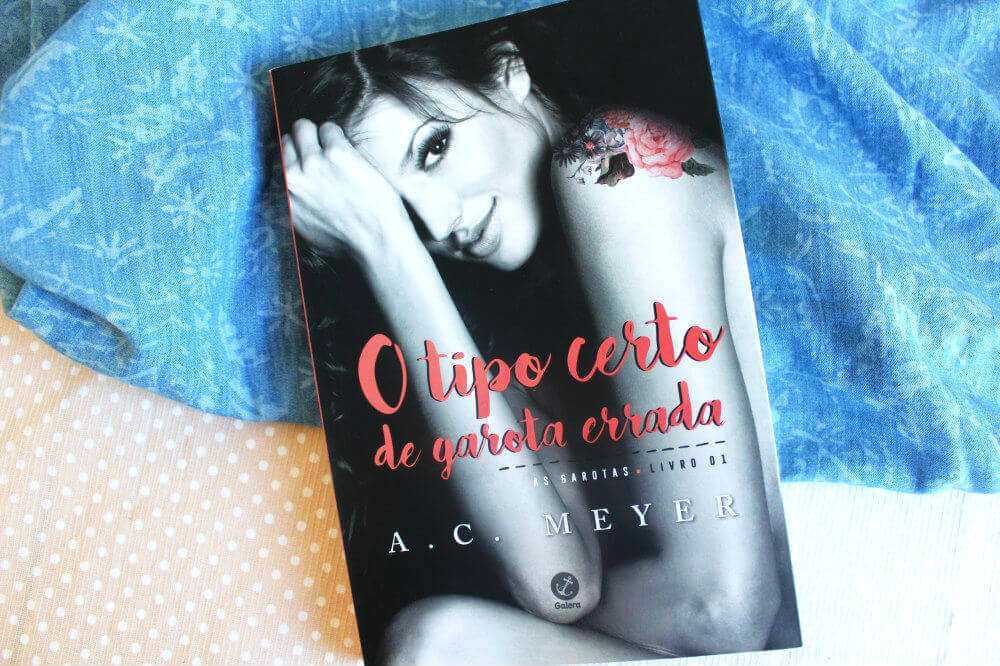 O tipo certo
de garota errada
AS GAROTAS • LIVRO 01
A.C. MEYER
Galera